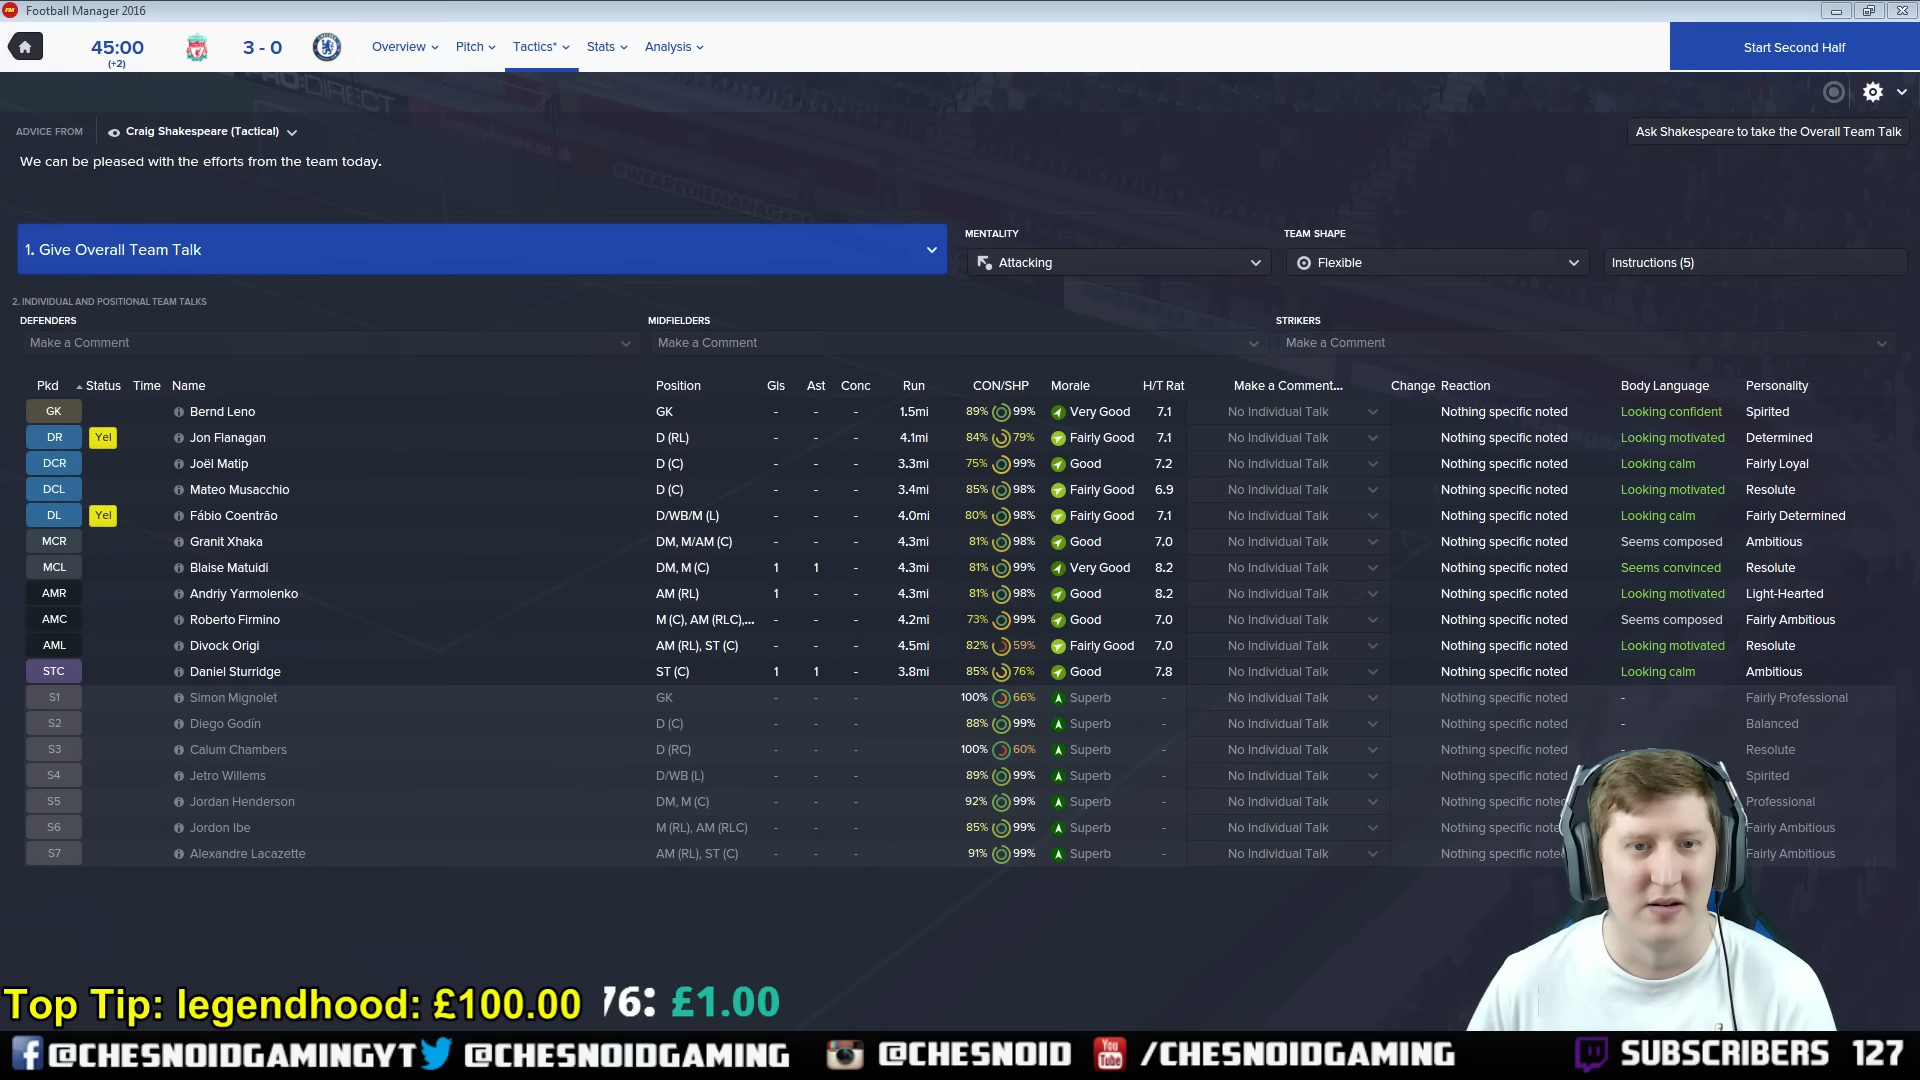 Football Manager 2016
45:00
(+2)
3 - 0
Overview
Pitch
Tactics*
Stats
Analysis
Start Second Half
ADVICE FROM
Craig Shakespeare (Tactical)
Ask Shakespeare to take the Overall Team Talk
We can be pleased with the efforts from the team today.
1. Give Overall Team Talk
MENTALITY
Attacking
TEAM SHAPE
Flexible
Instructions (5)
2. INDIVIDUAL AND POSITIONAL TEAM TALKS
DEFENDERS MIDFIELDERS STRIKERS
Make a Comment Make a Comment Make a Comment
Pkd Status Time Name Position Gls Ast Conc Run CON/SHP Morale H/T Rat Make a Comment... Change Reaction Body Language Personality
GK Bernd Leno GK - - - 1.5mi 89% 99% Very Good 7.1 No Individual Talk Nothing specific noted Looking confident Spirited
DR Yel Jon Flanagan D (RL) - - - 4.1mi 84% 79% Fairly Good 7.1 No Individual Talk Nothing specific noted Looking motivated Determined
DCR Joël Matip D (C) - - - 3.3mi 75% 99% Good 7.2 No Individual Talk Nothing specific noted Looking calm Fairly Loyal
DCL Mateo Musacchio D (C) - - - 3.4mi 85% 98% Fairly Good 6.9 No Individual Talk Nothing specific noted Looking motivated Resolute
DL Yel Fábio Coentrão D/WB/M (L) - - - 4.0mi 80% 98% Fairly Good 7.1 No Individual Talk Nothing specific noted Looking calm Fairly Determined
MCR Granit Xhaka DM, M/AM (C) - - - 4.3mi 81% 98% Good 7.0 No Individual Talk Nothing specific noted Seems composed Ambitious
MCL Blaise Matuidi DM, M (C) 1 1 - 4.3mi 81% 99% Very Good 8.2 No Individual Talk Nothing specific noted Seems convinced Resolute
AMR Andriy Yarmolenko AM (RL) 1 - - 4.3mi 81% 98% Good 8.2 No Individual Talk Nothing specific noted Looking motivated Light-Hearted
AMC Roberto Firmino M (C), AM (RLC),... - - - 4.2mi 73% 99% Good 7.0 No Individual Talk Nothing specific noted Seems composed Fairly Ambitious
AML Divock Origi AM (RL), ST (C) - - - 4.5mi 82% 59% Fairly Good 7.0 No Individual Talk Nothing specific noted Looking motivated Resolute
STC Daniel Sturridge ST (C) 1 1 - 3.8mi 85% 76% Good 7.8 No Individual Talk Nothing specific noted Looking calm Ambitious
S1 Simon Mignolet GK - - - 100% 66% Superb - No Individual Talk Nothing specific noted - Fairly Professional
S2 Diego Godín D (C) - - - 88% 99% Superb - No Individual Talk Nothing specific noted - Balanced
S3 Calum Chambers D (RC) - - - 100% 60% Superb - No Individual Talk Nothing specific noted - Resolute
S4 Jetro Willems D/WB (L) - - - 89% 99% Superb - No Individual Talk Nothing specific noted Spirited
S5 Jordan Henderson DM, M (C) - - - 92% 99% Superb - No Individual Talk Nothing specific Professional
S6 Jordon Ibe M (RL), AM (RLC) - - - 85% 99% Superb - No Individual Talk Nothing specific Fairly Ambitious
S7 Alexandre Lacazette AM (RL), ST (C) - - - 91% 99% Superb - No Individual Talk Nothing specific Fairly Ambitious
Top Tip: legendhood: £100.00 76: £1.00
@CHESNOIDGAMINGYT @CHESNOIDGAMING @CHESNOID You Tube /CHESNOIDGAMING SUBSCRIBERS 127